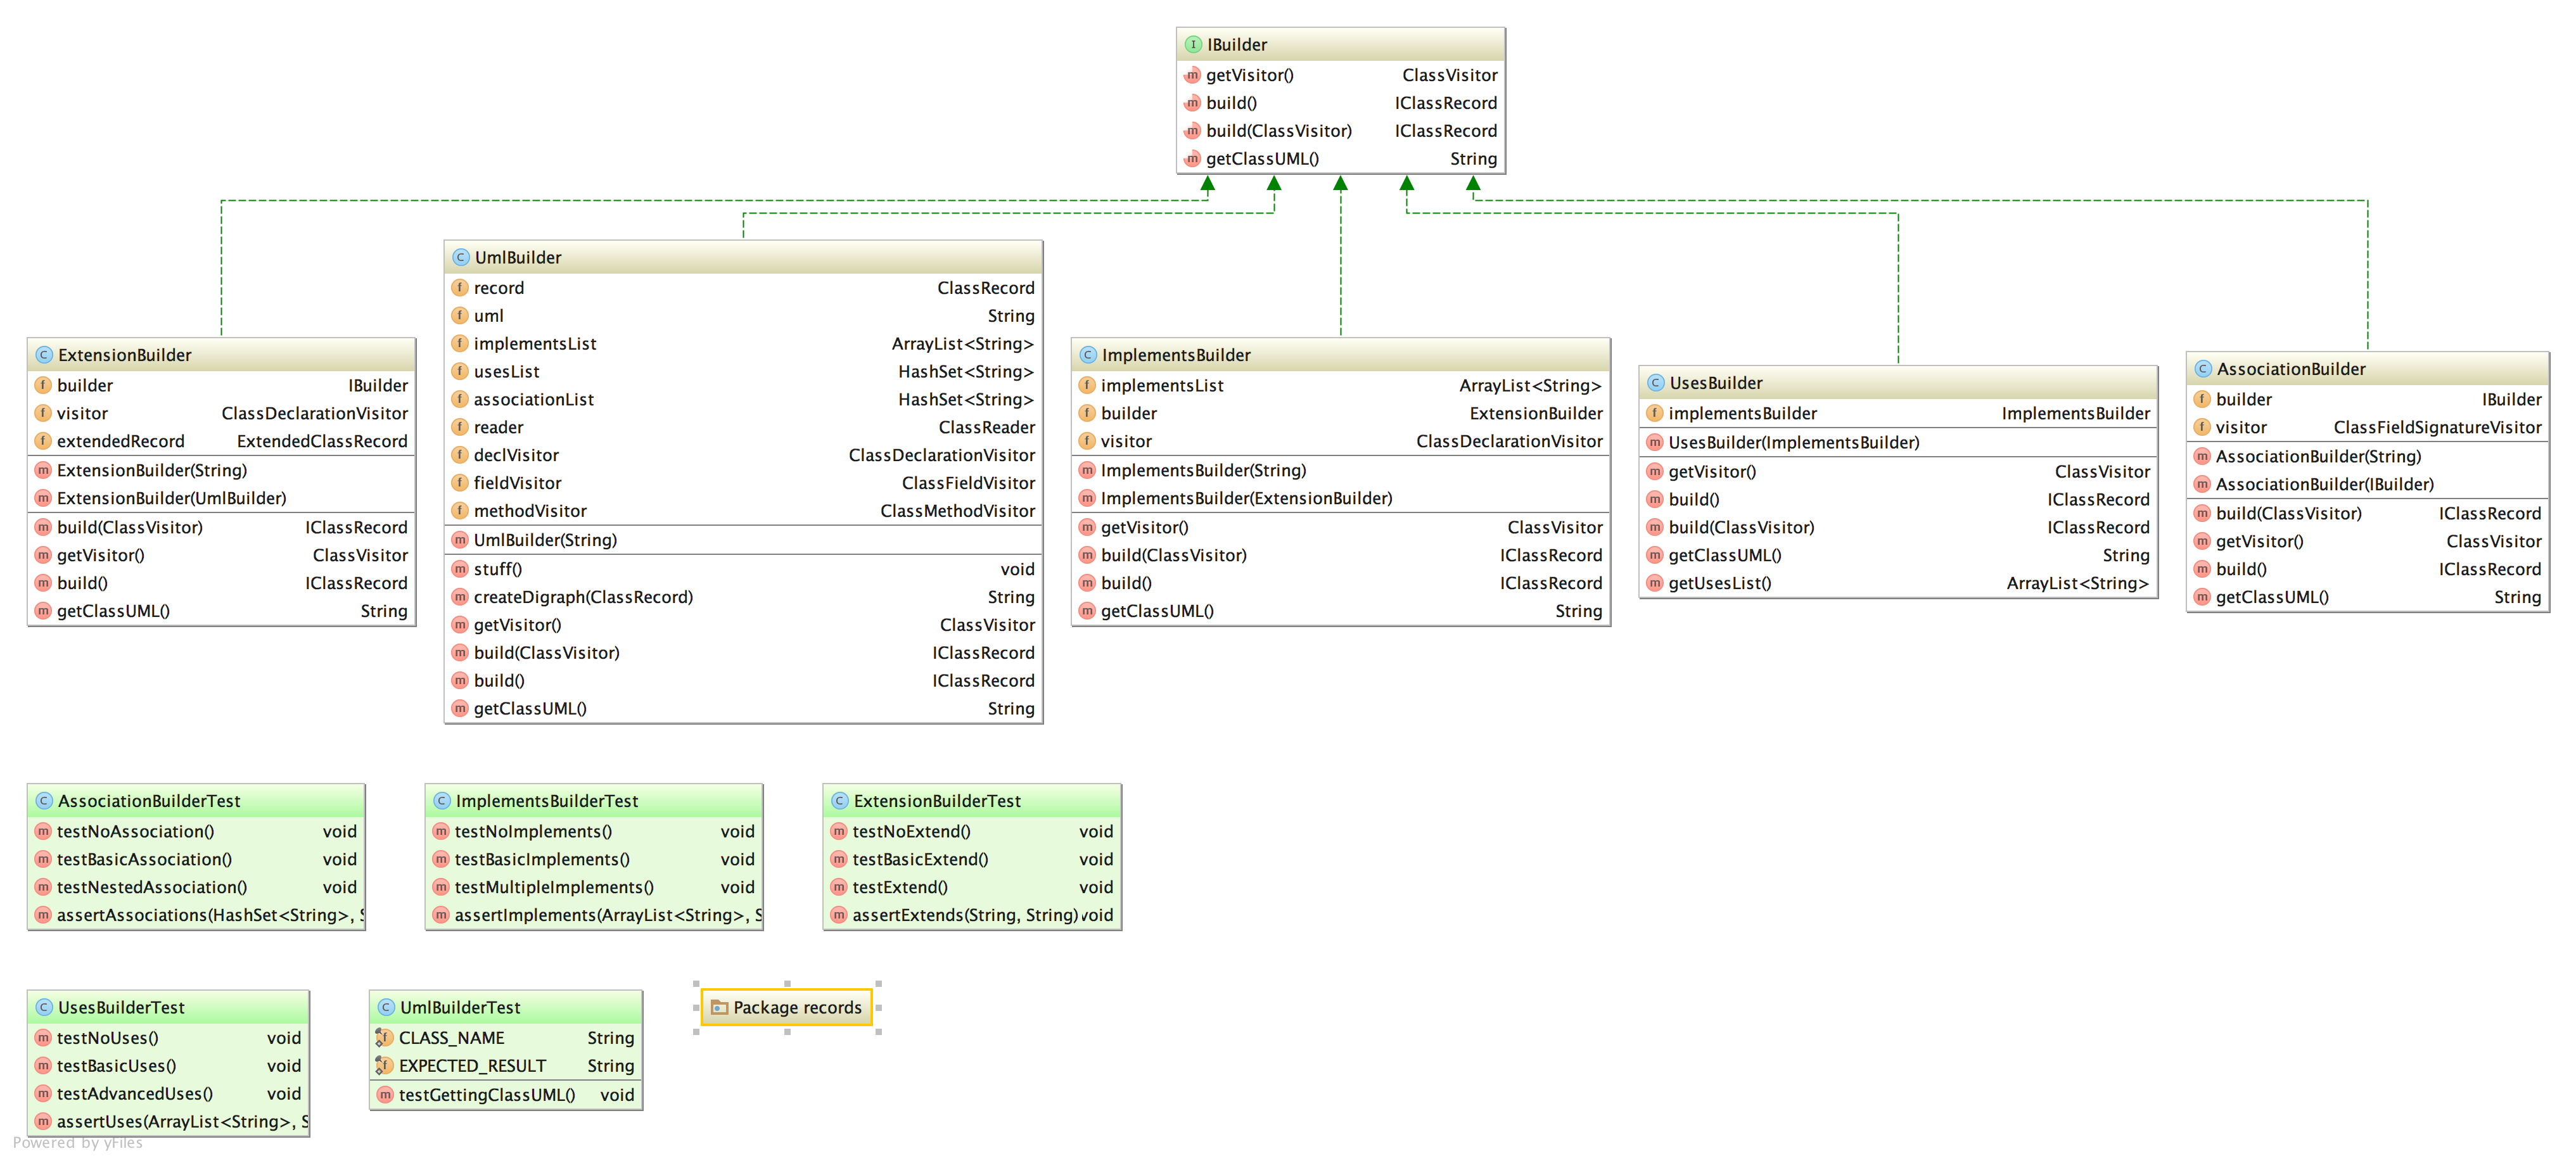 IBuilder
getVisitor() ClassVisitor
build() IClassRecord
build(ClassVisitor) IClassRecord
getClassUML() String
ExtensionBuilder
builder IBuilder
visitor ClassDeclarationVisitor
extendedRecord ExtendedClassRecord
ExtensionBuilder(String)
ExtensionBuilder(UmlBuilder)
build(ClassVisitor) IClassRecord
getVisitor() ClassVisitor
build() IClassRecord
getClassUML() String
UmlBuilder
record ClassRecord
uml String
implementsList ArrayList<String>
usesList HashSet<String>
associationList HashSet<String>
reader ClassReader
declVisitor ClassDeclarationVisitor
fieldVisitor ClassFieldVisitor
methodVisitor ClassMethodVisitor
UmlBuilder(String)
stuff() void
createDigraph(ClassRecord) String
getVisitor() ClassVisitor
build(ClassVisitor) IClassRecord
build() IClassRecord
getClassUML() String
ImplementsBuilder
implementsList ArrayList<String>
builder ExtensionBuilder
visitor ClassDeclarationVisitor
ImplementsBuilder(String)
ImplementsBuilder(ExtensionBuilder)
getVisitor() ClassVisitor
build(ClassVisitor) IClassRecord
build() IClassRecord
getClassUML() String
UsesBuilder
implementsBuilder ImplementsBuilder
UsesBuilder(ImplementsBuilder)
getVisitor() ClassVisitor
build() IClassRecord
build(ClassVisitor) IClassRecord
getClassUML() String
getUsesList() ArrayList<String>
AssociationBuilder
builder IBuilder
visitor ClassFieldSignatureVisitor
AssociationBuilder(String)
AssociationBuilder(IBuilder)
build(ClassVisitor) IClassRecord
getVisitor() ClassVisitor
build() IClassRecord
getClassUML() String
AssociationBuilderTest
testNoAssociation() void
testBasicAssociation() void
testNestedAssociation() void
assertAssociations(HashSet<String>, S
ImplementsBuilderTest
testNoImplements() void
testBasicImplements() void
testMultipleImplements() void
assertImplements(ArrayList<String>, S
ExtensionBuilderTest
testNoExtend() void
testBasicExtend() void
testExtend() void
assertExtends(String, String) void
UsesBuilderTest
testNoUses() void
testBasicUses() void
testAdvancedUses() void
assertUses(ArrayList<String>, S
UmlBuilderTest
CLASS_NAME String
EXPECTED_RESULT String
testGettingClassUML() void
Package records
Powered by yFiles